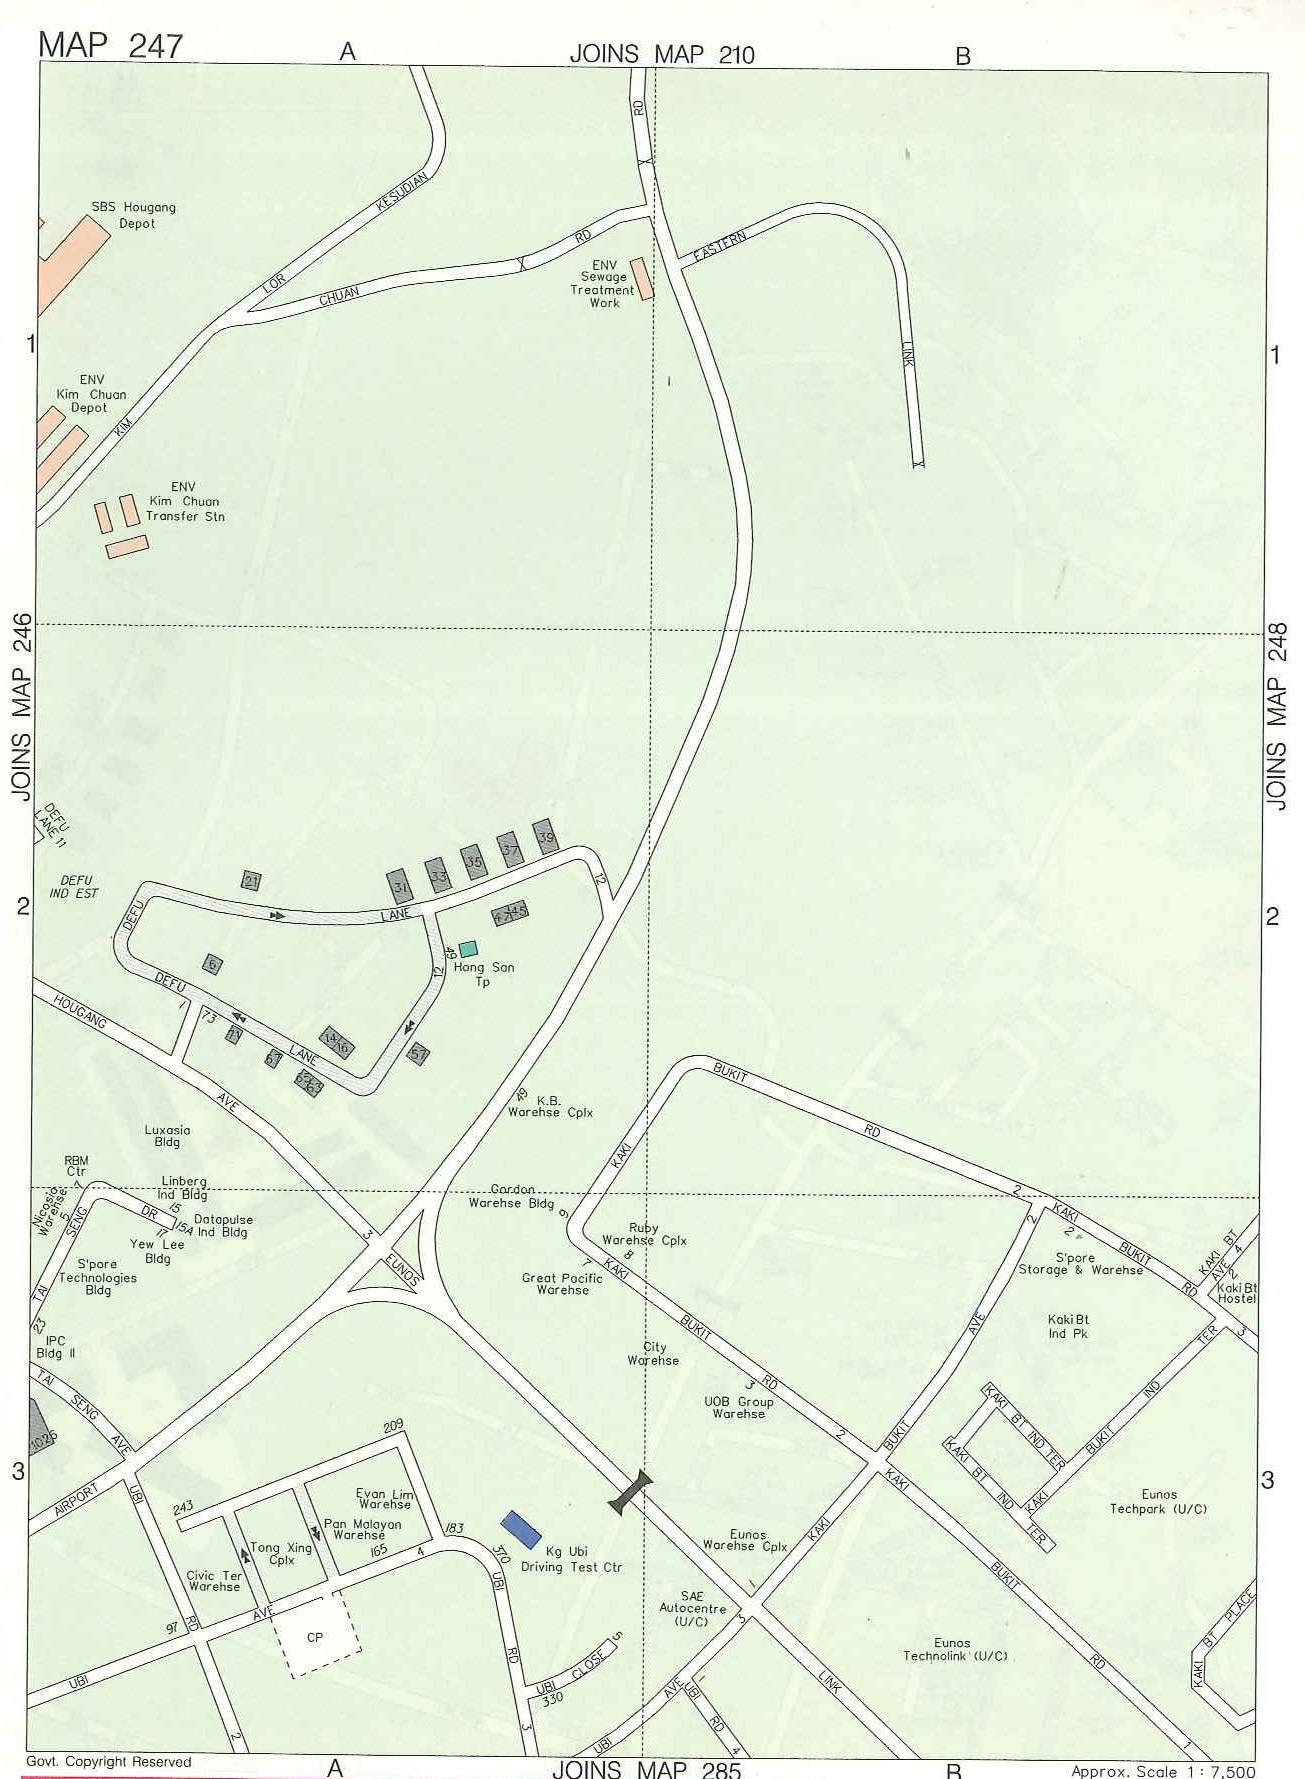 MAP 247
A
JOINS MAP 210
B
RD
KESUDIAN
SBS Hougang
Depot
RD
EASTERN
ENV
Sewage
Treatment
Work
LOR
CHUAN
1
LINK
1
ENV
Kim Chuan
Depot
KIM
ENV
Kim Chuan
Transfer Stn
JOINS MAP 246
JOINS MAP 248
DEFU
LANE 11
39
37
35
33
31
21
12
DEFU
IND EST
2
LANE
47
45
2
DEFU
49
Hong San
Tp
6
12
DEFU
1
73
HOUGANG
71
14
16
57
67
LANE
63
BUKIT
AVE
49
K.B.
Warehse Cplx
Luxasia
Bldg
RD
KAKI
RBM
Ctr
7
Linberg
Ind Bldg
Gordon
Warehse Bldg
2
Nicosia
Warehse
5
SENG
DR
15
15A
17
Datapulse
Ind Bldg
Yew Lee
Bldg
9
Ruby
Warehse Cplx
8
2
KAKI
2
BUKIT
S'pore
Storage & Warehse
KAKI BT
AVE 4
3
EUNOS
S'pore
Technologies
Bldg
7
KAKI
Great Pacific
Warehse
RD
2
Kaki Bt
Hostel
TAI
23
IPC
Bldg II
BUKIT
AVE
Kaki Bt
Ind Pk
TER
3
City
Warehse
TAI
SENG
AVE
3
RD
UOB Group
Warehse
IND
KAKI BT IND TER
1026
209
2
BUKIT
BUKIT
KAKI BT IND TER
3
3
KAKI
UBI
AIRPORT
Evan Lim
Warehse
KAKI
Eunos
Techpark (U/C)
243
Pan Malayan
Warehse
183
Tong Xing
Cplx
165
4
370
Kg Ubi
Driving Test Ctr
Eunos
Warehse Cplx
KAKI
Civic Ter
Warehse
UBI
BUKIT
1
SAE
Autocentre
(U/C)
5
KAKI BT PLACE
97
RD
AVE
CP
RD
5
UBI CLOSE
330
Eunos
Technolink (U/C)
RD
UBI
AVE
1
UBI
RD
4
LINK
2
3
UBI
1
Govt. Copyright Reserved
A
JOINS MAP 285
B
Approx. Scale 1 : 7,500